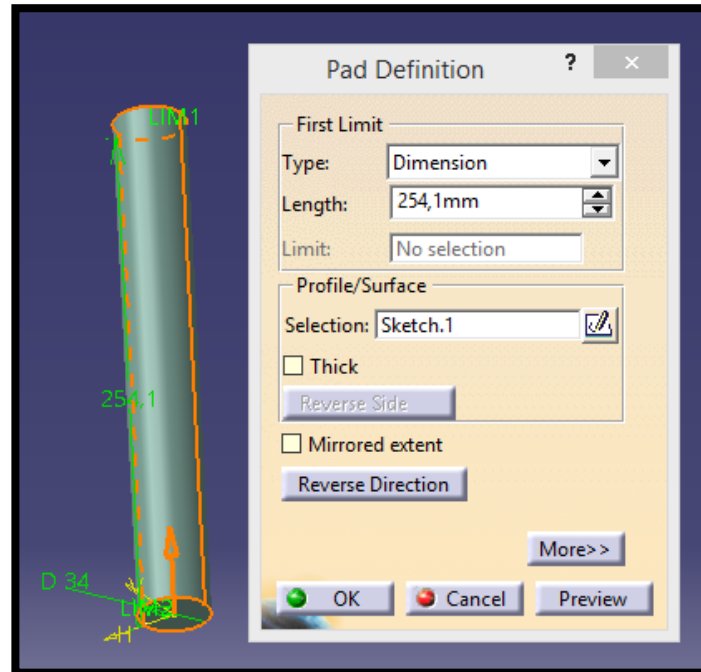 Pad Definition ? ×
First Limit
Type: Dimension
Length: 254,1mm
Limit: No selection
Profile/Surface
Selection: Sketch.1
Thick
Reverse Side
Mirrored extent
Reverse Direction
More>>
OK Cancel Preview
LIM1
254,1
D 34
LIM2
H